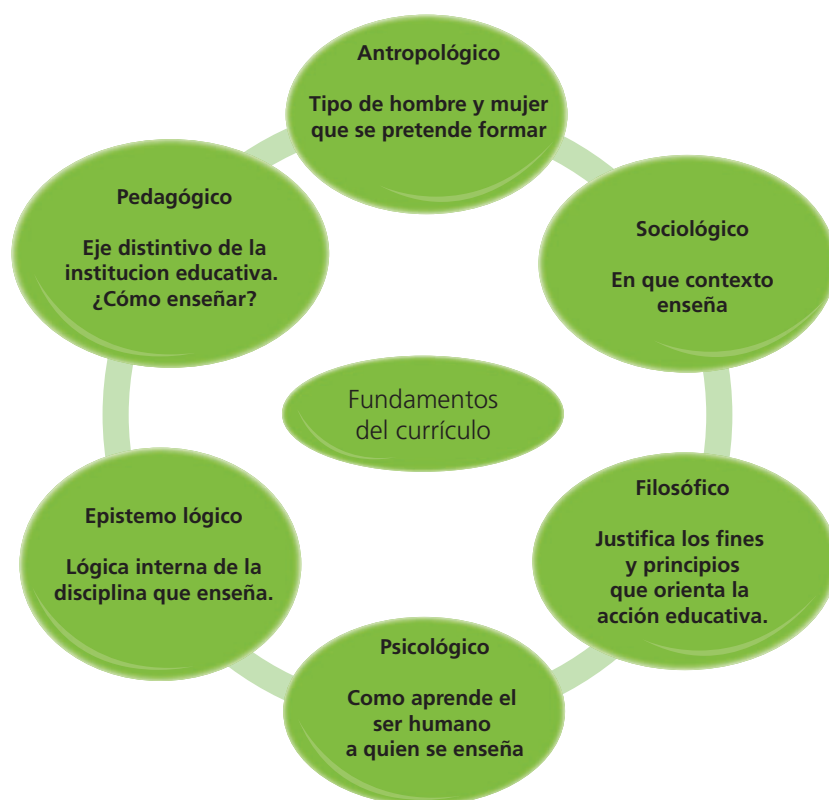 Antropológico
Tipo de hombre y mujer
que se pretende formar
Sociológico
En que contexto
enseña
Filosófico
Justifica los fines
y principios
que orienta la
acción educativa.
Psicológico
Como aprende el
ser humano
a quien se enseña
Epistemo lógico
Lógica interna de la
disciplina que enseña.
Pedagógico
Eje distintivo de la
institucion educativa.
¿Cómo enseñar?
Fundamentos
del currículo